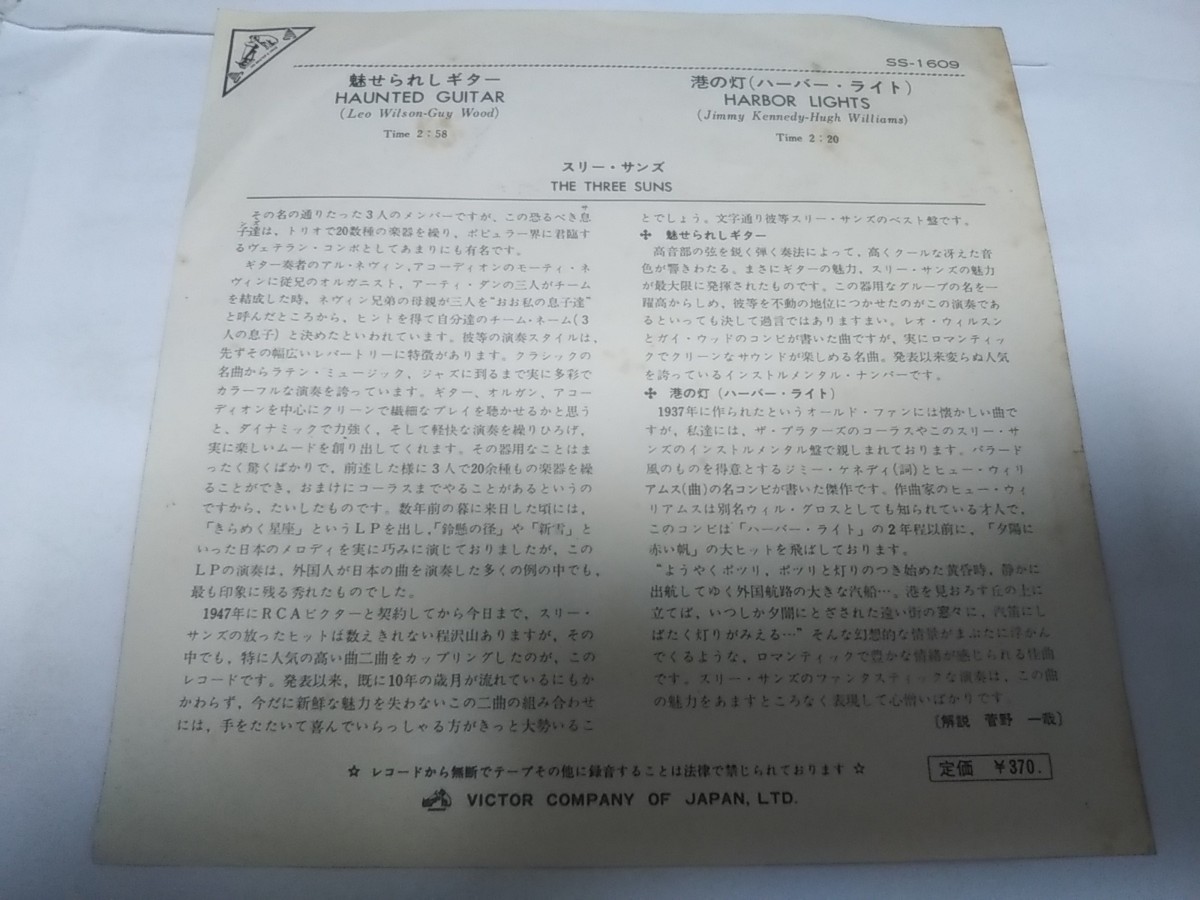 SS-1609
魅せられしギター
HAUNTED GUITAR
(Leo Wilson-Guy Wood)
Time 2:58
港の灯(ハーバー・ライト)
HARBOR LIGHTS
(Jimmy Kennedy-Hugh Williams)
Time 2:20
スリー・サンズ
THE THREE SUNS
その名の通りたった3人のメンバーですが、この恐るべき息
子達は、トリオで20数種の楽器を繰り、ポピュラー界に君臨す
るヴェテラン・コンボとしてあまりにも有名です。
ギター奏者のアル・ネヴィン、アコーディオンのモーティ・ネ
ヴィンに従兄のオルガニスト、アーティ・ダンの三人がチーム
を結成した時、ネヴィン兄弟の母親が三人を“おお私の息子達”
と呼んだところから、ヒントを得て自分達のチーム・ネーム(3
人の息子)と決めたといわれています。彼等の演奏スタイルは、
先ずその幅広いレパートリーに特徴があります。クラシックの
名曲からラテン・ミュージック、ジャズに到るまで実に多彩で
カラーフルな演奏を誇っています。ギター、オルガン、アコー
ディオンを中心にクリーンで繊細なプレイを聴かせるかと思う
と、ダイナミックで力強く、そして軽快な演奏を繰りひろげ、
実に楽しいムードを創り出してくれます。その器用なことはま
ったく驚くばかりで、前述した様に3人で20余種もの楽器を繰
ることができ、おまけにコーラスまでやることがあるというの
ですから、たいしたものです。数年前の暮に来日した頃には、
「きらめく星座」というLPを出し、「鈴懸の径」や「新雪」と
いった日本のメロディを実に巧みに演じておりましたが、この
LPの演奏は、外国人が日本の曲を演奏した多くの例の中でも、
最も印象に残る秀れたものでした。
1947年にRCAビクターと契約してから今日まで、スリー・
サンズの放ったヒットは数えきれない程沢山ありますが、その
中でも、特に人気の高い曲二曲をカップリングしたのが、この
レコードです。発表以来、既に10年の歳月が流れているにもか
かわらず、今だに新鮮な魅力を失わないこの二曲の組み合わせ
には、手をたたいて喜んでいらっしゃる方がきっと大勢いるこ
とでしょう。文字通り彼等スリー・サンズのベスト盤です。
✚ 魅せられしギター
高音部の弦を鋭く弾く奏法によって、高くクールな冴えた音
色が響きわたる。まさにギターの魅力、スリー・サンズの魅力
が最大限に発揮されたものです。この器用なグループの名を一
躍高からしめ、彼等を不動の地位につかせたのがこの演奏であ
るといっても決して過言ではありますまい。レオ・ウィルスン
とガイ・ウッドのコンビが書いた曲ですが、実にロマンティッ
クでクリーンなサウンドが楽しめる名曲。発表以来変らぬ人気
を誇っているインストルメンタル・ナンバーです。
✚ 港の灯 (ハーバー・ライト)
1937年に作られたというオールド・ファンには懐かしい曲で
すが、私達には、ザ・プラターズのコーラスやこのスリー・サ
ンズのインストルメンタル盤で親しまれております。バラード
風のものを得意とするジミー・ケネディ(詞)とヒュー・ウィリ
アムス(曲)の名コンビが書いた傑作です。作曲家のヒュー・ウィ
リアムスは別名ウィル・グロスとしても知られている才人で、
このコンビは「ハーバー・ライト」の2年程以前に、「夕陽に
赤い帆」の大ヒットを飛ばしております。
“ようやくポツリ、ポツリと灯りのつき始めた黄昏時、静かに
出航してゆく外国航路の大きな汽船…。港を見おろす丘の上に
立てば、いつしか夕闇にとざされた遠い街の窓々に、汽笛にし
ばたく灯りがみえる…” そんな幻想的な情景がまぶたに浮かん
でくるような、ロマンティックで豊かな情緒が感じられる佳曲
です。スリー・サンズのファンタスティックな演奏は、この曲
の魅力をあますところなく表現して心憎いばかりです。
〔解説 菅野 一哉〕
☆ レコードから無断でテープその他に録音することは法律で禁じられております ☆
定価 ¥370.
VICTOR COMPANY OF JAPAN, LTD.